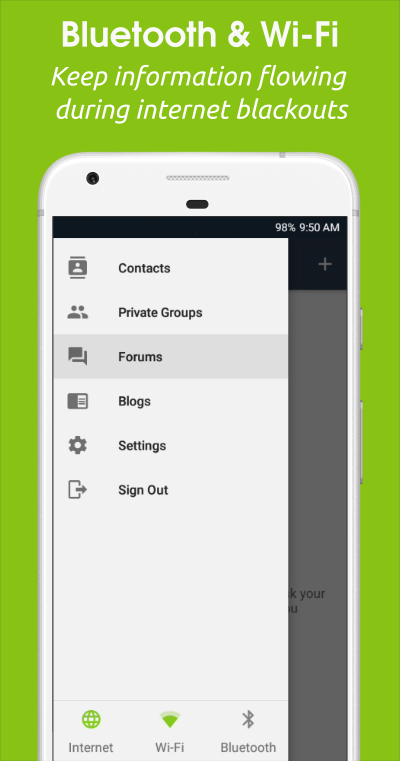 Bluetooth & Wi-Fi
Keep information flowing
during internet blackouts
98% 9:50 AM
Contacts
Private Groups
Forums
Blogs
Settings
Sign Out
your
Internet Wi-Fi Bluetooth